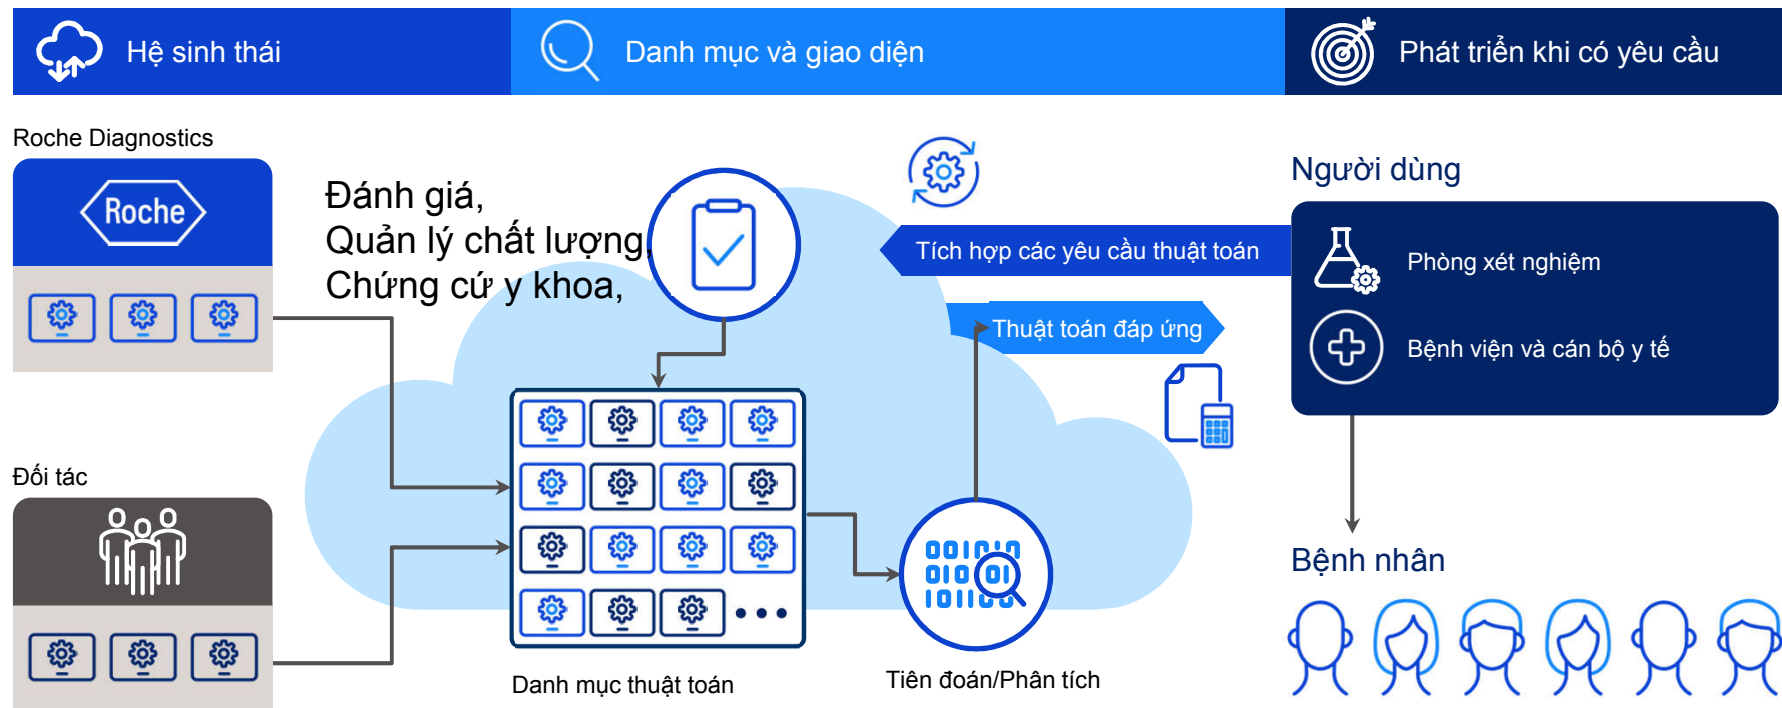 Hệ sinh thái
Danh mục và giao diện
Phát triển khi có yêu cầu
Roche Diagnostics
Roche
Đánh giá,
Quản lý chất lượng,
Chứng cứ y khoa,
Người dùng
Tích hợp các yêu cầu thuật toán
Phòng xét nghiệm
Thuật toán đáp ứng
Bệnh viện và cán bộ y tế
Đối tác
Bệnh nhân
Danh mục thuật toán
Tiên đoán/Phân tích